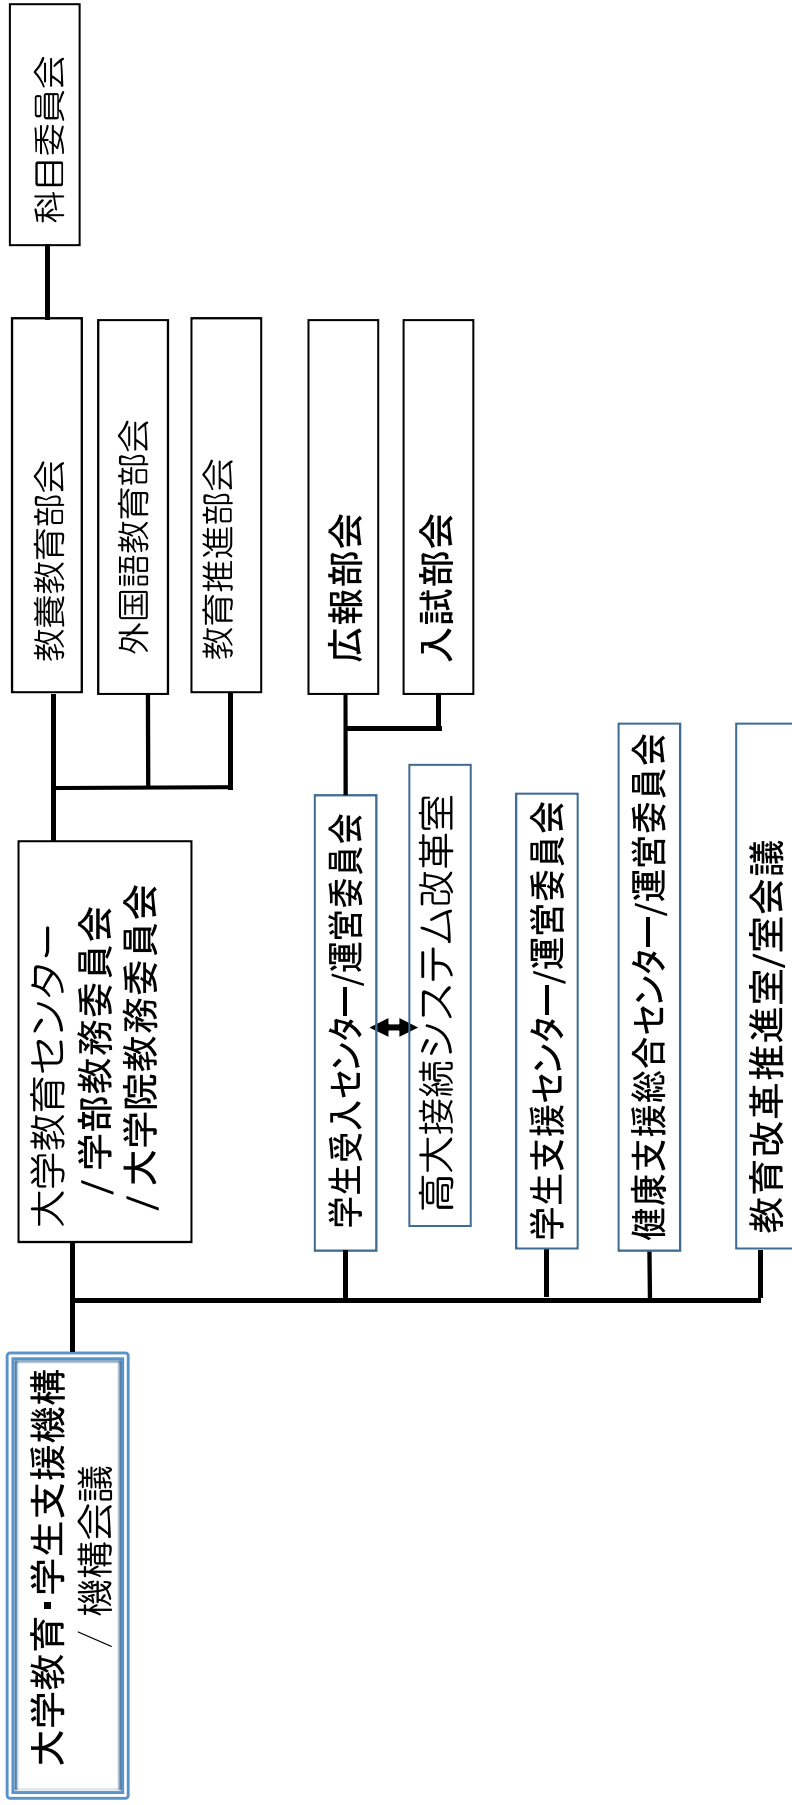 大学教育・学生支援機構
/ 機構会議
大学教育センター
/ 学部教務委員会
/ 大学院教務委員会
教養教育部会
科目委員会
外国語教育部会
教育推進部会
学生受入センター/運営委員会
広報部会
入試部会
高大接続システム改革室
学生支援センター/運営委員会
健康支援総合センター/運営委員会
教育改革推進室/室会議